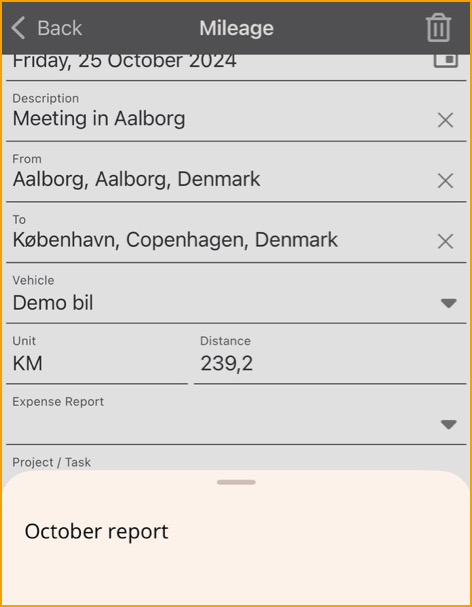 Back
Mileage
Friday, 25 October 2024
Description
Meeting in Aalborg
From
Aalborg, Aalborg, Denmark
To
København, Copenhagen, Denmark
Vehicle
Demo bil
Unit
Distance
KM
239,2
Expense Report
Project / Task
October report